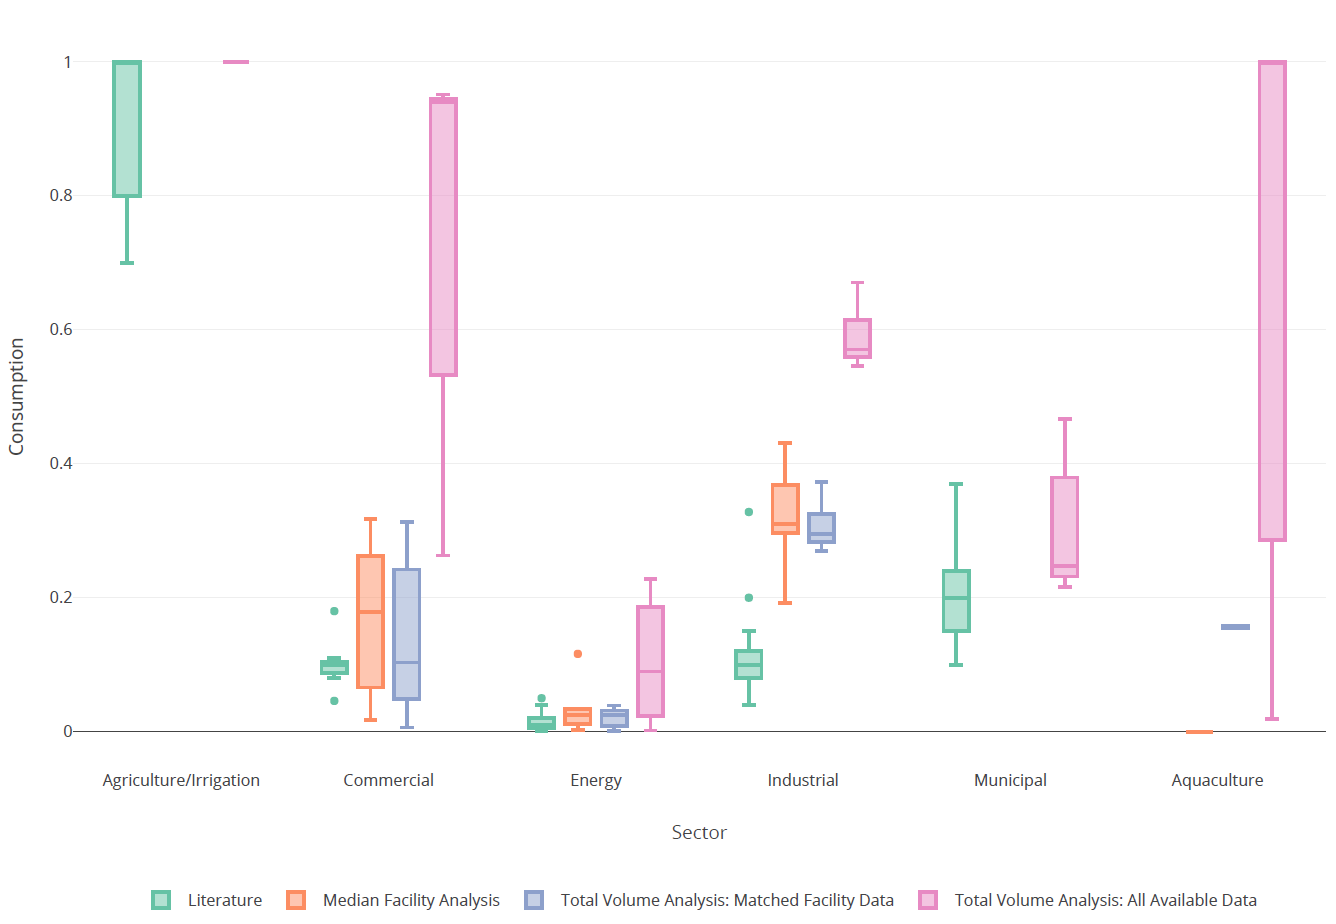 1
0.8
0.6
0.4
0.2
0
Consumption
Agriculture/Irrigation Commercial Energy Industrial Municipal Aquaculture
Sector
Literature Median Facility Analysis Total Volume Analysis: Matched Facility Data Total Volume Analysis: All Available Data